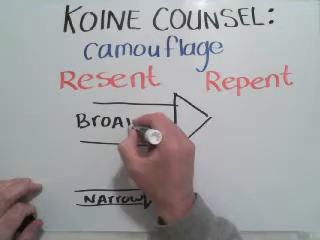 KOINE COUNSEL:
camouflage
Resent Repent
BROA
NARROW